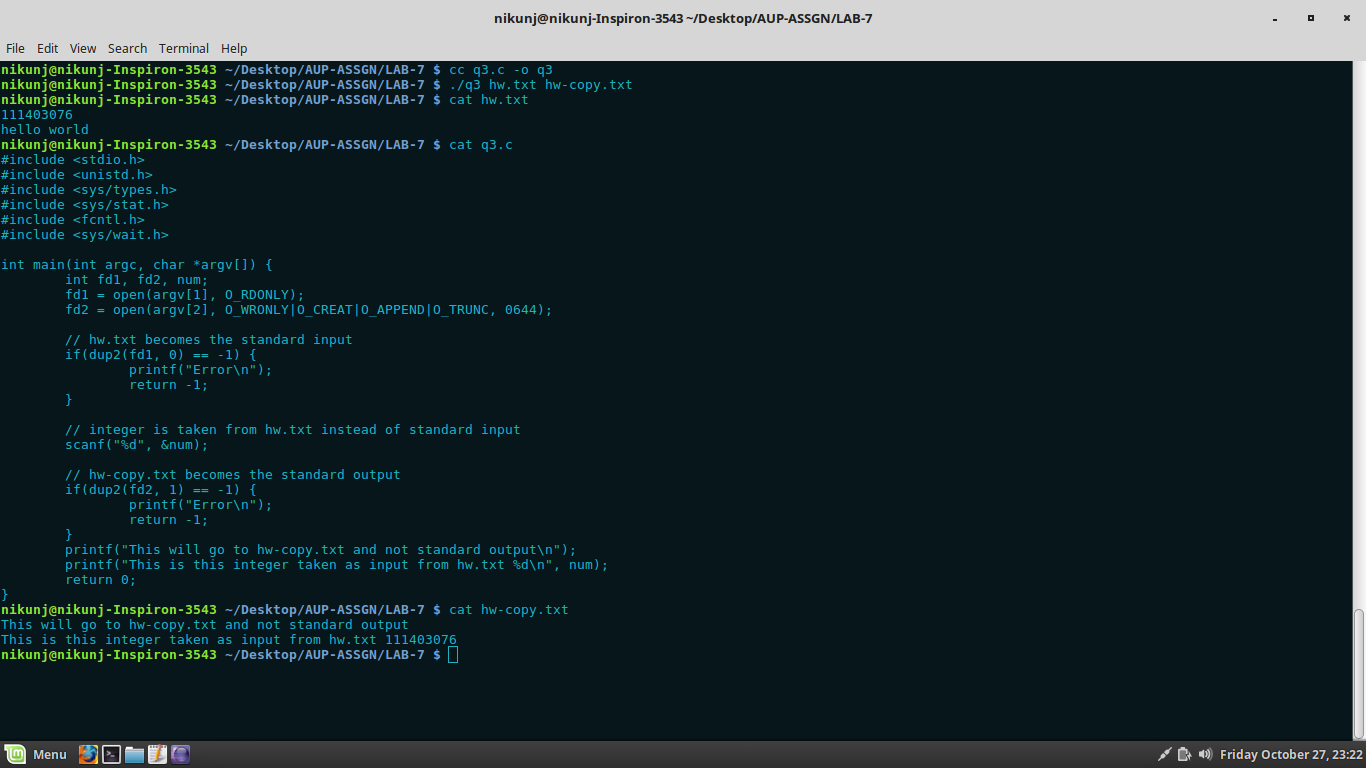 nikunj@nikunj-Inspiron-3543 ~/Desktop/AUP-ASSGN/LAB-7
File Edit View Search Terminal Help
nikunj@nikunj-Inspiron-3543 ~/Desktop/AUP-ASSGN/LAB-7 $ cc q3.c -o q3
nikunj@nikunj-Inspiron-3543 ~/Desktop/AUP-ASSGN/LAB-7 $ ./q3 hw.txt hw-copy.txt
nikunj@nikunj-Inspiron-3543 ~/Desktop/AUP-ASSGN/LAB-7 $ cat hw.txt
111403076
hello world
nikunj@nikunj-Inspiron-3543 ~/Desktop/AUP-ASSGN/LAB-7 $ cat q3.c
#include <stdio.h>
#include <unistd.h>
#include <sys/types.h>
#include <sys/stat.h>
#include <fcntl.h>
#include <sys/wait.h>

int main(int argc, char *argv[]) {
        int fd1, fd2, num;
        fd1 = open(argv[1], O_RDONLY);
        fd2 = open(argv[2], O_WRONLY|O_CREAT|O_APPEND|O_TRUNC, 0644);

        // hw.txt becomes the standard input
        if(dup2(fd1, 0) == -1) {
                printf("Error\n");
                return -1;
        }

        // integer is taken from hw.txt instead of standard input
        scanf("%d", &num);

        // hw-copy.txt becomes the standard output
        if(dup2(fd2, 1) == -1) {
                printf("Error\n");
                return -1;
        }
        printf("This will go to hw-copy.txt and not standard output\n");
        printf("This is this integer taken as input from hw.txt %d\n", num);
        return 0;
}
nikunj@nikunj-Inspiron-3543 ~/Desktop/AUP-ASSGN/LAB-7 $ cat hw-copy.txt
This will go to hw-copy.txt and not standard output
This is this integer taken as input from hw.txt 111403076
nikunj@nikunj-Inspiron-3543 ~/Desktop/AUP-ASSGN/LAB-7 $
Menu Friday October 27, 23:22